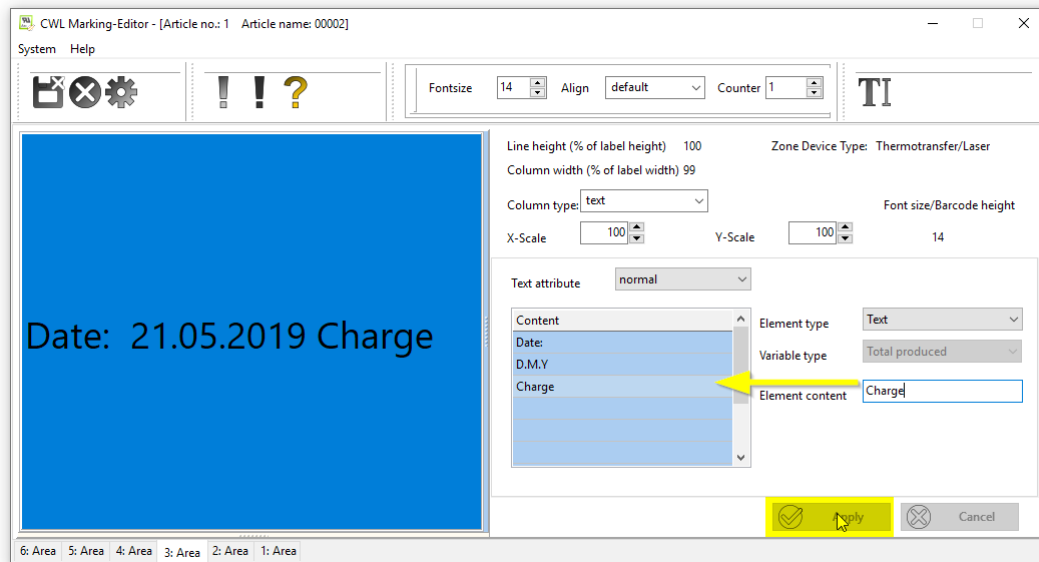 CWL Marking-Editor - [Article no.: 1 Article name: 00002]
System Help
Fontsize 14 Align default Counter 1
TI
Line height (% of label height) 100 Zone Device Type: Thermotransfer/Laser
Column width (% of label width) 99
Column type: text Font size/Barcode height
X-Scale 100 Y-Scale 100 14
Text attribute normal
Content
Date:
D.M.Y
Charge
Element type Text
Variable type Total produced
Element content Charge
Date: 21.05.2019 Charge
Apply Cancel
6: Area 5: Area 4: Area 3: Area 2: Area 1: Area